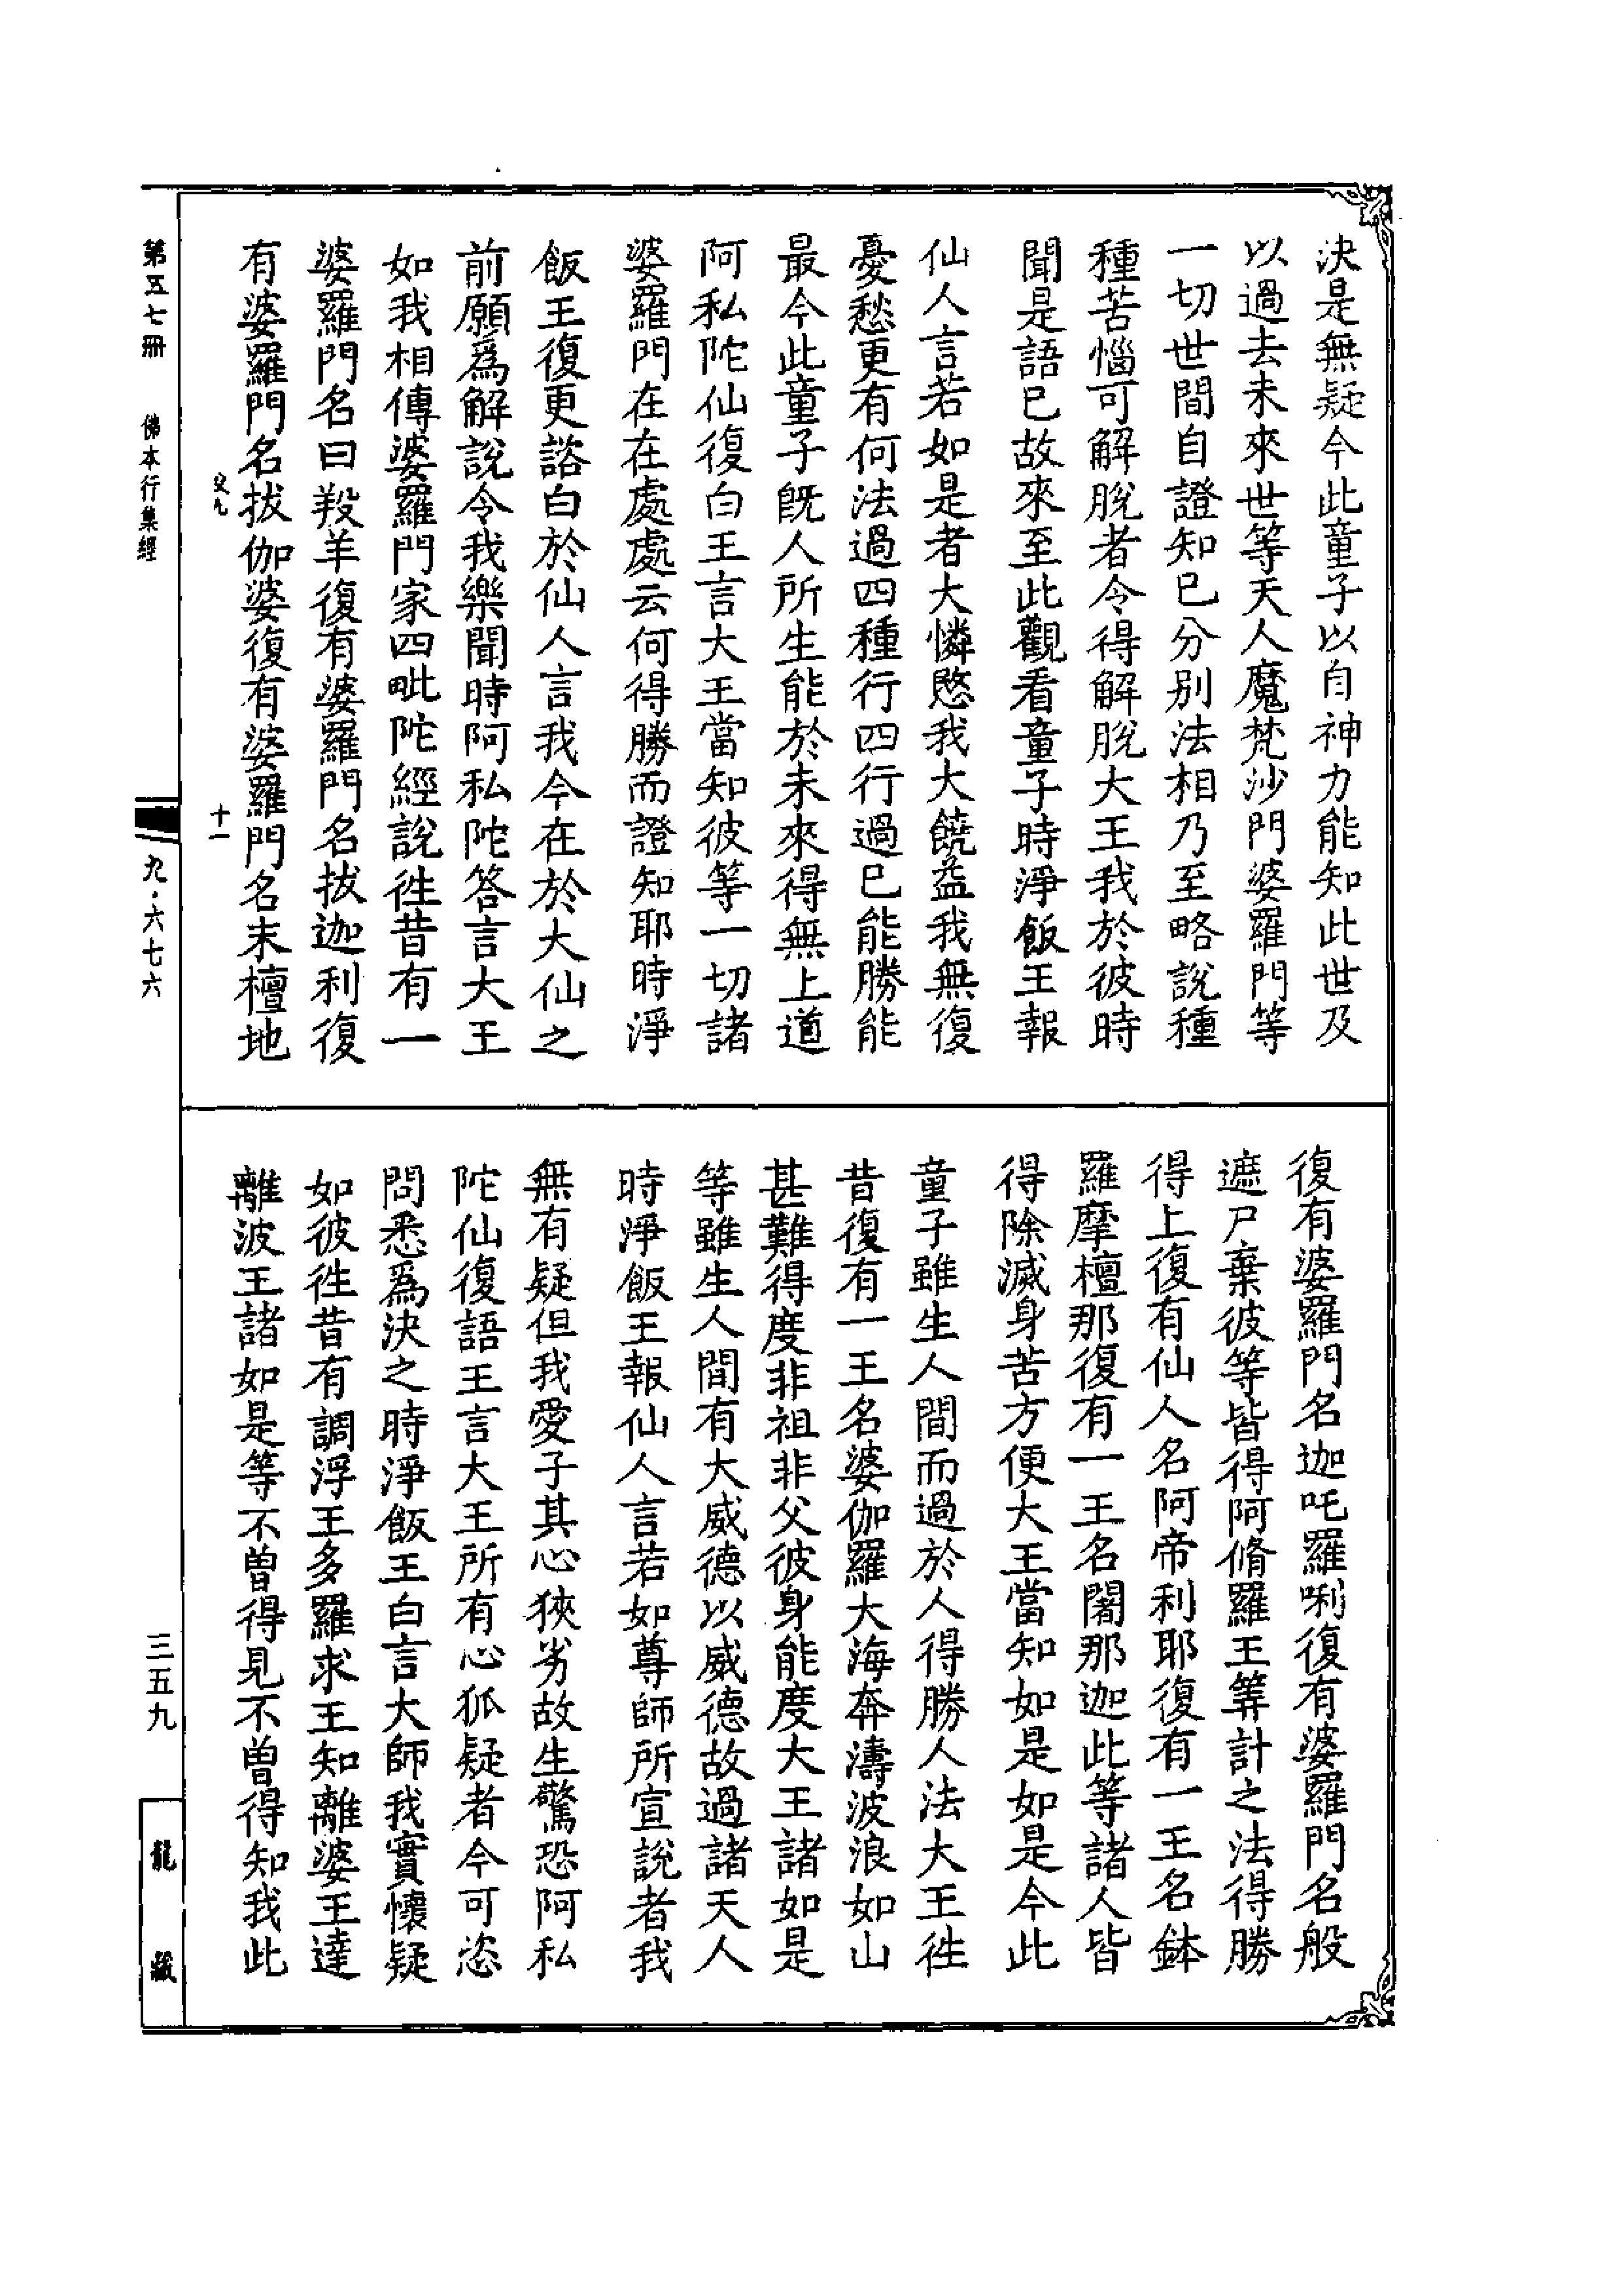 決是無疑今此童子以自神力能知此世及
以過去未來世等天人魔梵沙門婆羅門等
一切世間自證知已分別法相乃至略說種
種苦惱可解脫者令得解脫大王我於彼時
聞是語已故來至此觀看童子時淨飯王報
仙人言若如是者大憐愍我大饒益我無復
憂愁更有何法過四種行四行過已能勝能
最今此童子既人所生能於未來得無上道
阿私陀仙復白王言大王當知彼等一切諸
婆羅門在在處處云何得勝而證知耶時淨
飯王復更諮白於仙人言我今在於大仙之
前願為解說令我樂聞時阿私陀答言大王
如我相傳婆羅門家四毗陀經說往昔有一
婆羅門名曰羖羊復有婆羅門名拔迦利復
有婆羅門名拔伽婆復有婆羅門名末檀地
復有婆羅門名迦吒羅唎復有婆羅門名般
遮尸棄彼等皆得阿脩羅王筭計之法得勝
得上復有仙人名阿帝利耶復有一王名鉢
羅摩檀那復有一王名闍那迦此等諸人皆
得除滅身苦方便大王當知如是如是今此
童子雖生人間而過於人得勝人法大王往
昔復有一王名婆伽羅大海奔濤波浪如山
甚難得度非祖非父彼身能度大王諸如是
等雖生人間有大威德以威德故過諸天人
時淨飯王報仙人言若如尊師所宣說者我
無有疑但我愛子其心狹劣故生驚恐阿私
陀仙復語王言大王所有心狐疑者今可恣
問悉為決之時淨飯王白言大師我實懷疑
如彼往昔有調浮王多羅求王知離婆王達
離波王諸如是等不曾得見不曾得知我此
交九
十一
第五七冊
佛本行集經
九·六七六
三五九
龍藏